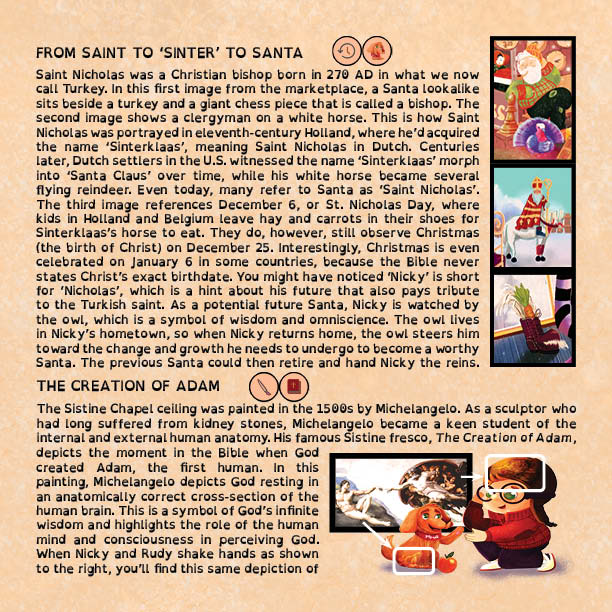 FROM SAINT TO ‘SINTER’ TO SANTA
Saint Nicholas was a Christian bishop born in 270 AD in what we now
call Turkey. In this first image from the marketplace, a Santa lookalike
sits beside a turkey and a giant chess piece that is called a bishop. The
second image shows a clergyman on a white horse. This is how Saint
Nicholas was portrayed in eleventh-century Holland, where he’d acquired
the name ‘Sinterklaas’, meaning Saint Nicholas in Dutch. Centuries
later, Dutch settlers in the U.S. witnessed the name ‘Sinterklaas’ morph
into ‘Santa Claus’ over time, while his white horse became several
flying reindeer. Even today, many refer to Santa as ‘Saint Nicholas’.
The third image references December 6, or St. Nicholas Day, where
kids in Holland and Belgium leave hay and carrots in their shoes for
Sinterklaas’s horse to eat. They do, however, still observe Christmas
(the birth of Christ) on December 25. Interestingly, Christmas is even
celebrated on January 6 in some countries, because the Bible never
states Christ’s exact birthdate. You might have noticed ‘Nicky’ is short
for ‘Nicholas’, which is a hint about his future that also pays tribute
to the Turkish saint. As a potential future Santa, Nicky is watched by
the owl, which is a symbol of wisdom and omniscience. The owl lives
in Nicky’s hometown, so when Nicky returns home, the owl steers him
toward the change and growth he needs to undergo to become a worthy
Santa. The previous Santa could then retire and hand Nicky the reins.
THE CREATION OF ADAM
The Sistine Chapel ceiling was painted in the 1500s by Michelangelo. As a sculptor who
had long suffered from kidney stones, Michelangelo became a keen student of the
internal and external human anatomy. His famous Sistine fresco, The Creation of Adam,
depicts the moment in the Bible when God
created Adam, the first human. In this
painting, Michelangelo depicts God resting in
an anatomically correct cross-section of the
human brain. This is a symbol of God’s infinite
wisdom and highlights the role of the human
mind and consciousness in perceiving God.
When Nicky and Rudy shake hands as shown
to the right, you’ll find this same depiction of